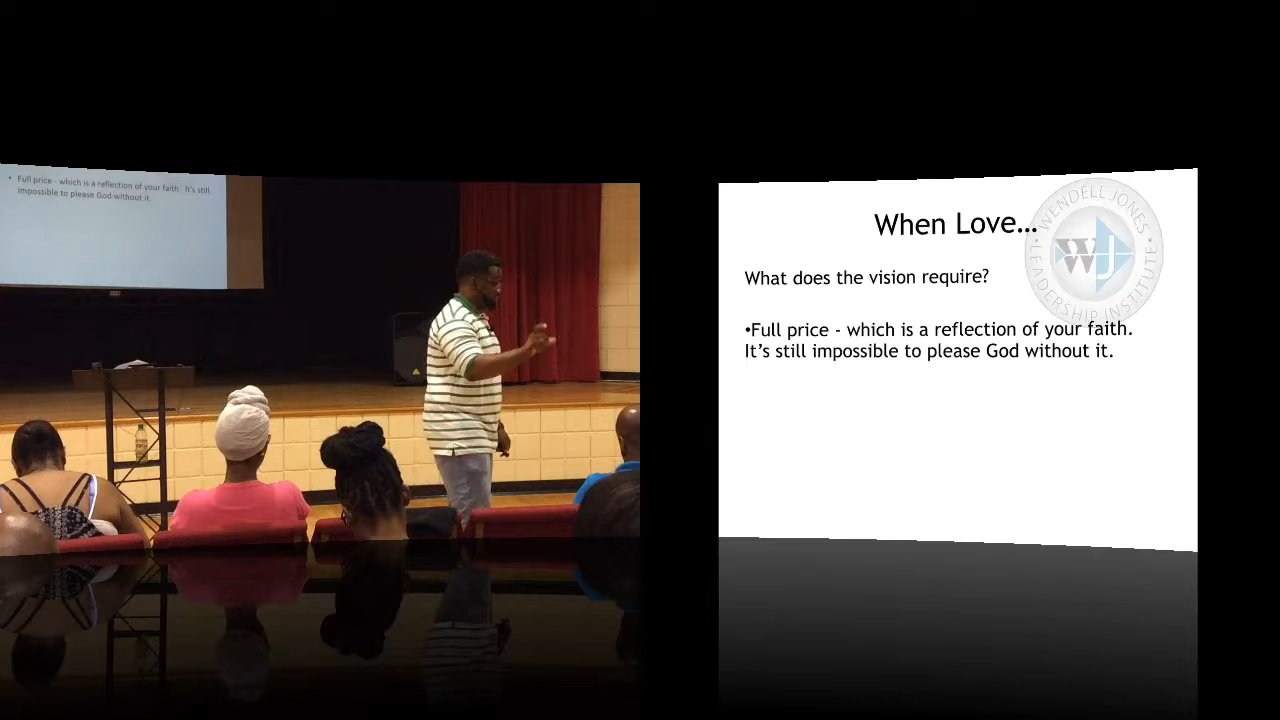 • Full price - which is a reflection of your faith. It's still
impossible to please God without it.
When Love…
What does the vision require?
•Full price - which is a reflection of your faith.
It’s still impossible to please God without it.
• WENDELL JONES •
LEADERSHIP INSTITUTE
WJ